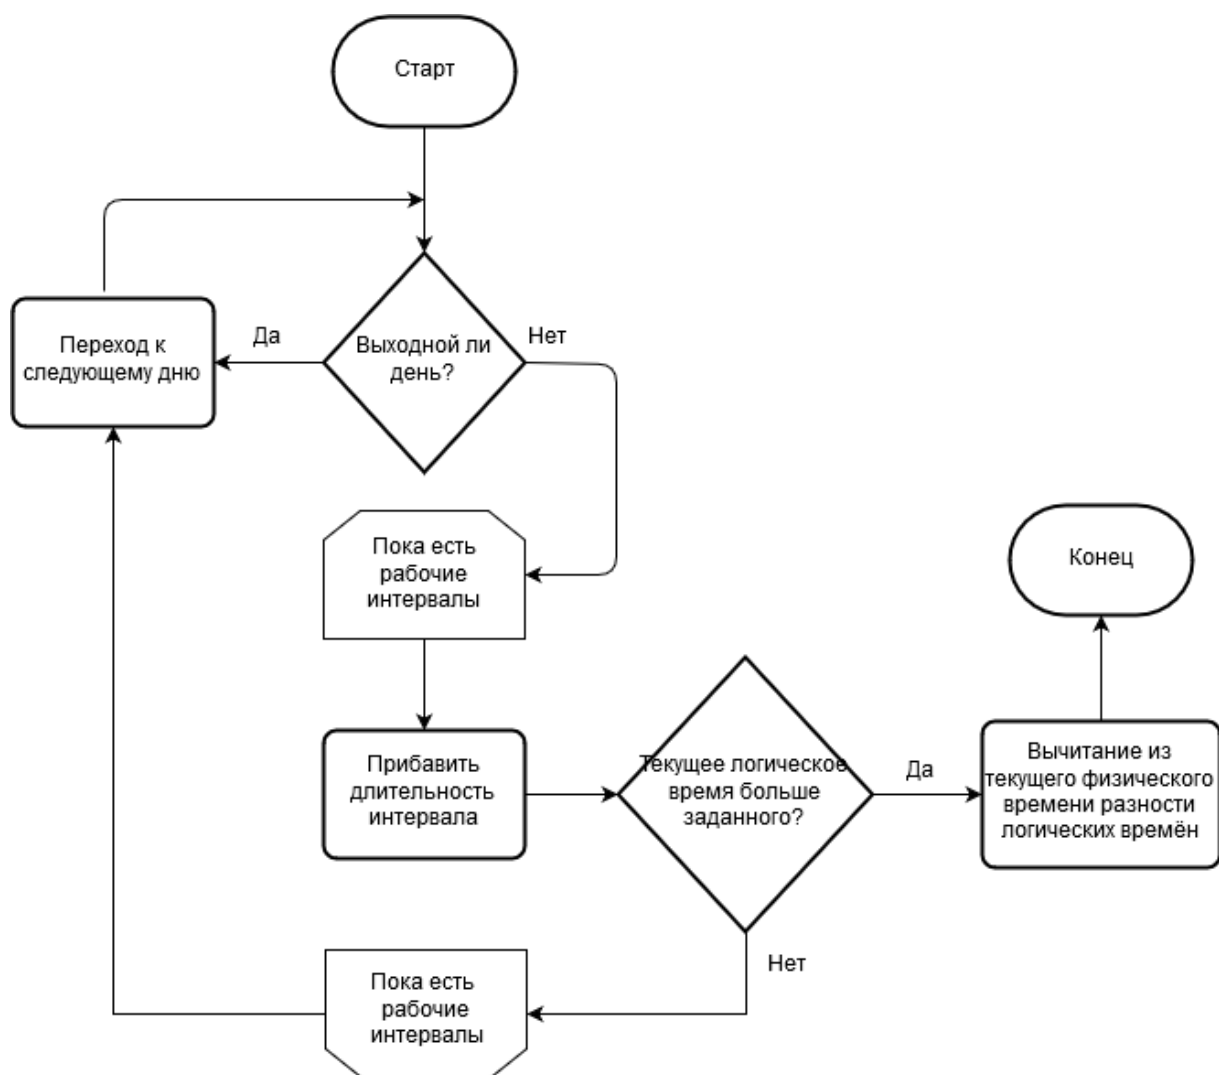 Старт
Да
Нет
Переход к
следующему дню
Выходной ли
день?
Пока есть
рабочие
интервалы
Конец
Прибавить
длительность
интервала
Текущее логическое
время больше
заданного?
Да
Вычитание из
текущего физического
времени разности
логических времён
Нет
Пока есть
рабочие
интервалы